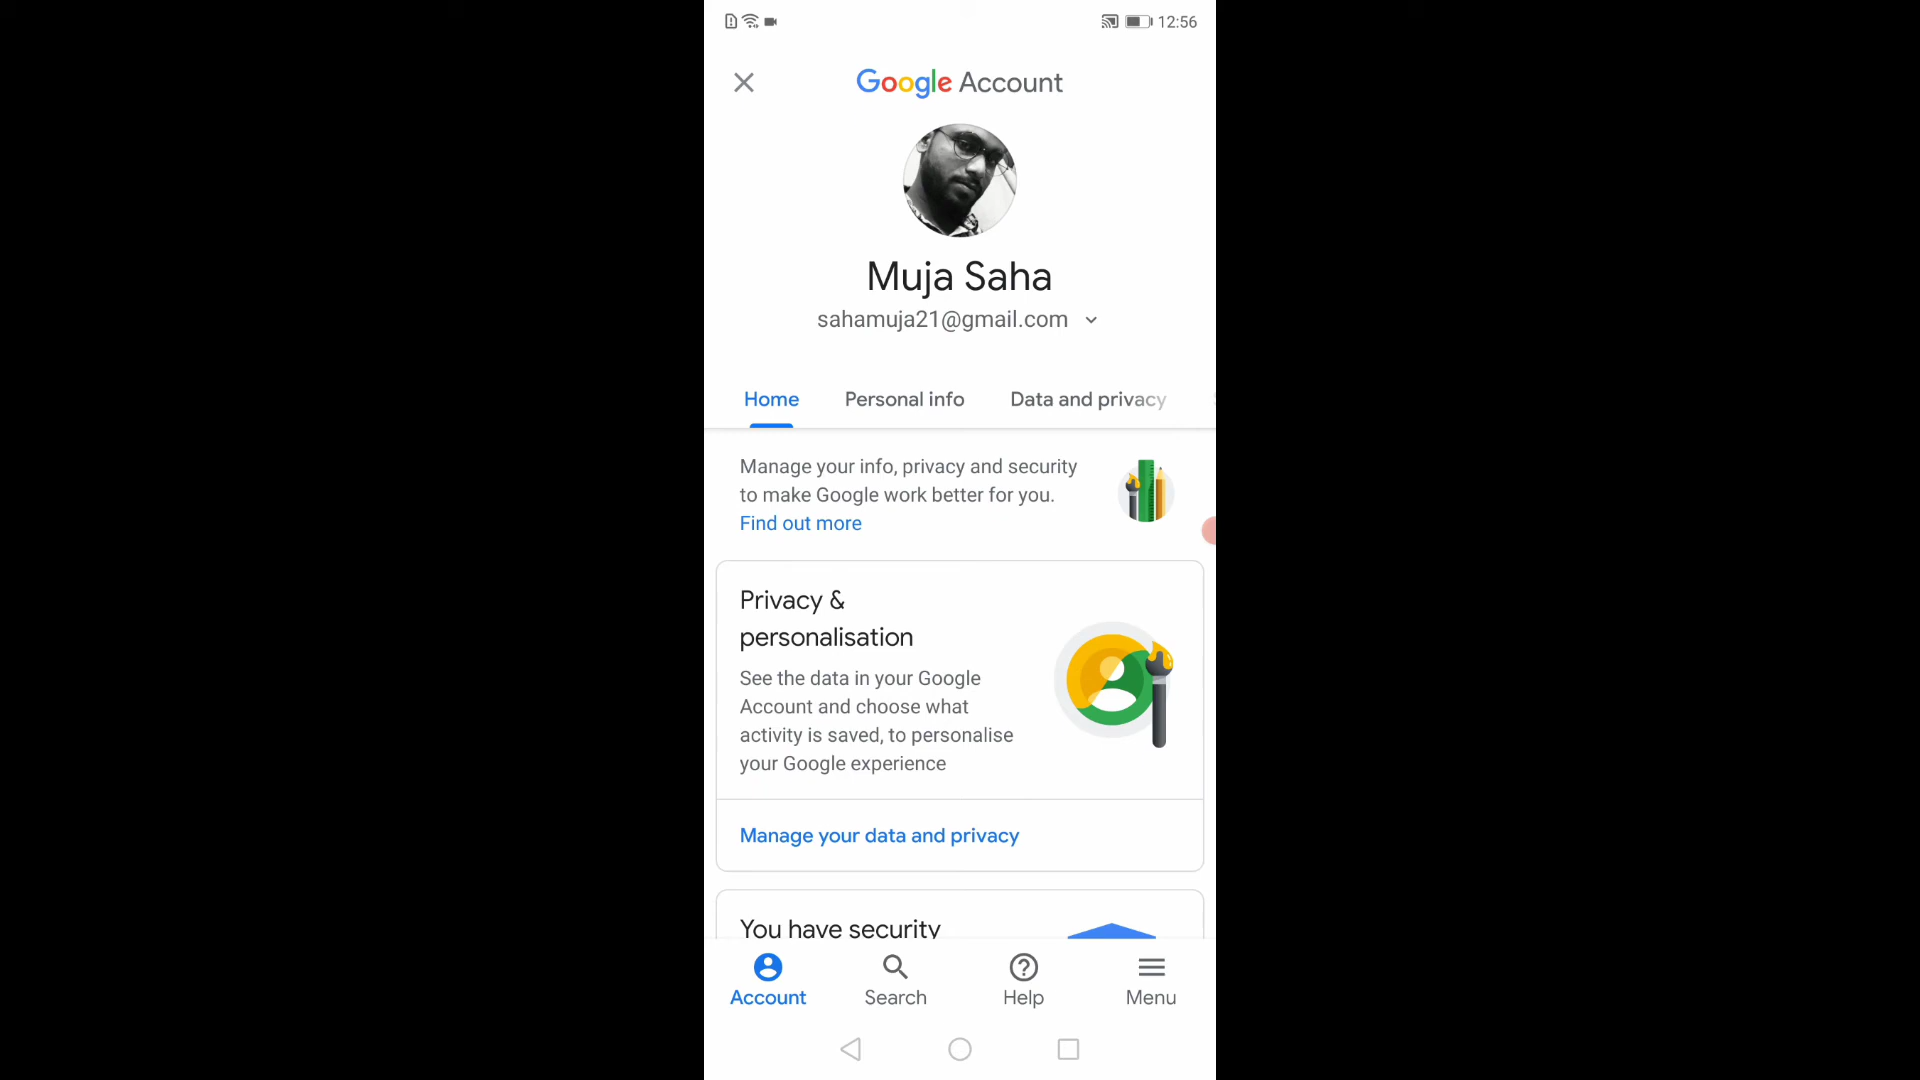 12:56
Google Account
Muja Saha
sahamuja21@gmail.com
Home Personal info Data and privacy
Manage your info, privacy and security
to make Google work better for you.
Find out more
Privacy &
personalisation
See the data in your Google
Account and choose what
activity is saved, to personalise
your Google experience
Manage your data and privacy
You have security
Account Search Help Menu